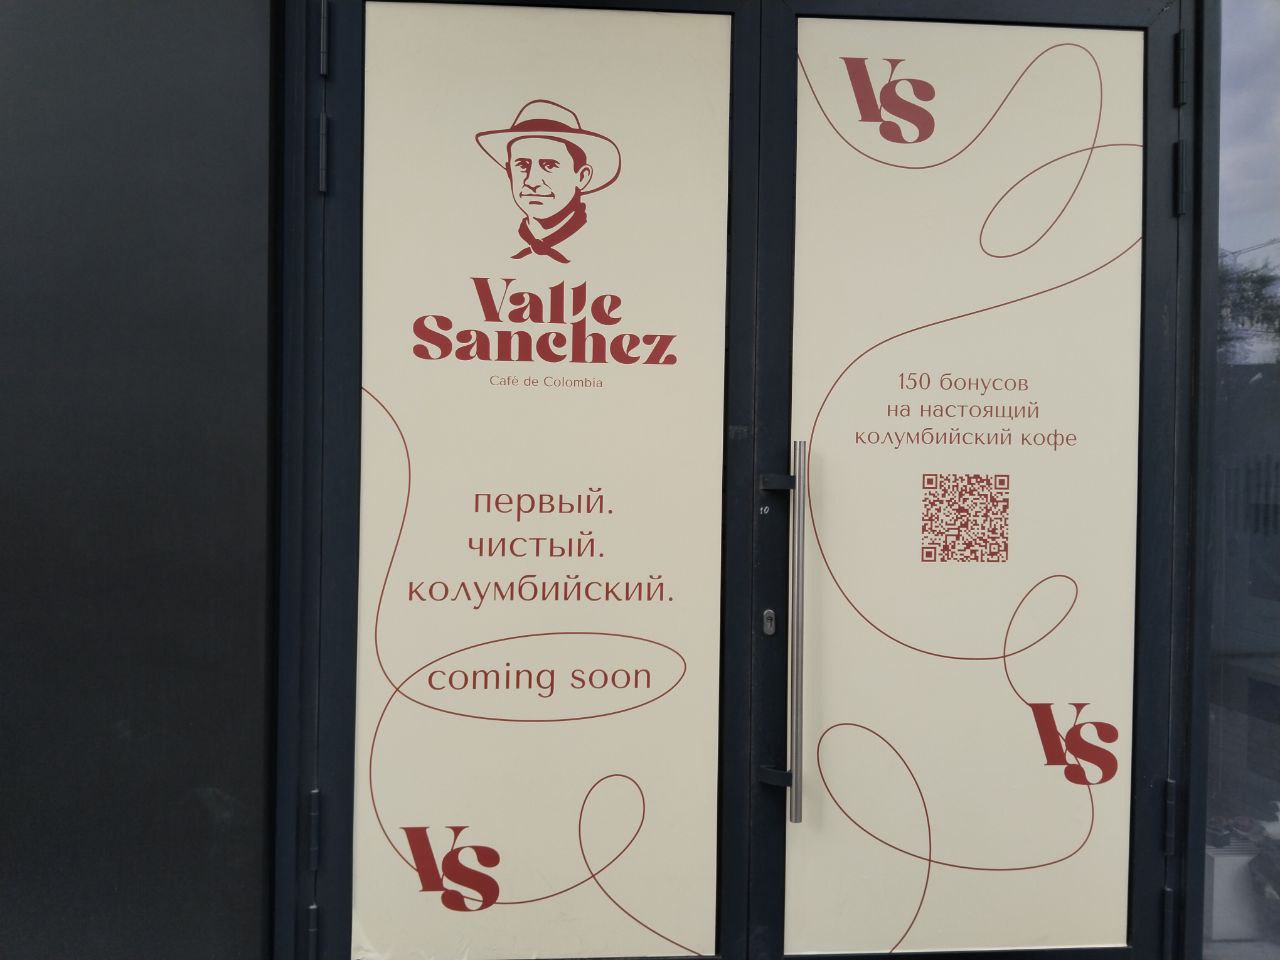 Valle
Sanchez
Café de Colombia
первый.
чистый.
колумбийский.
coming soon
VS
VS
150 бонусов
на настоящий
колумбийский кофе
10
VS